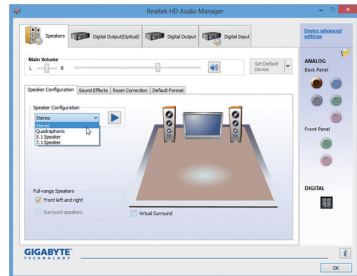 Realtek HD Audio Manager
Speakers
Digital Output(Optical)
Digital Output
Digital Input
Device advanced settings
Main Volume
L
R
Set Default Device
ANALOG
Back Panel
Speaker Configuration
Sound Effects
Room Correction
Default Format
Speaker Configuration
Stereo
Stereo
Quadraphonic
5.1 Speaker
7.1 Speaker
Front Panel
Full-range Speakers
Front left and right
Surround speakers
Virtual Surround
DIGITAL
GIGABYTE
TECHNOLOGY
i
OK